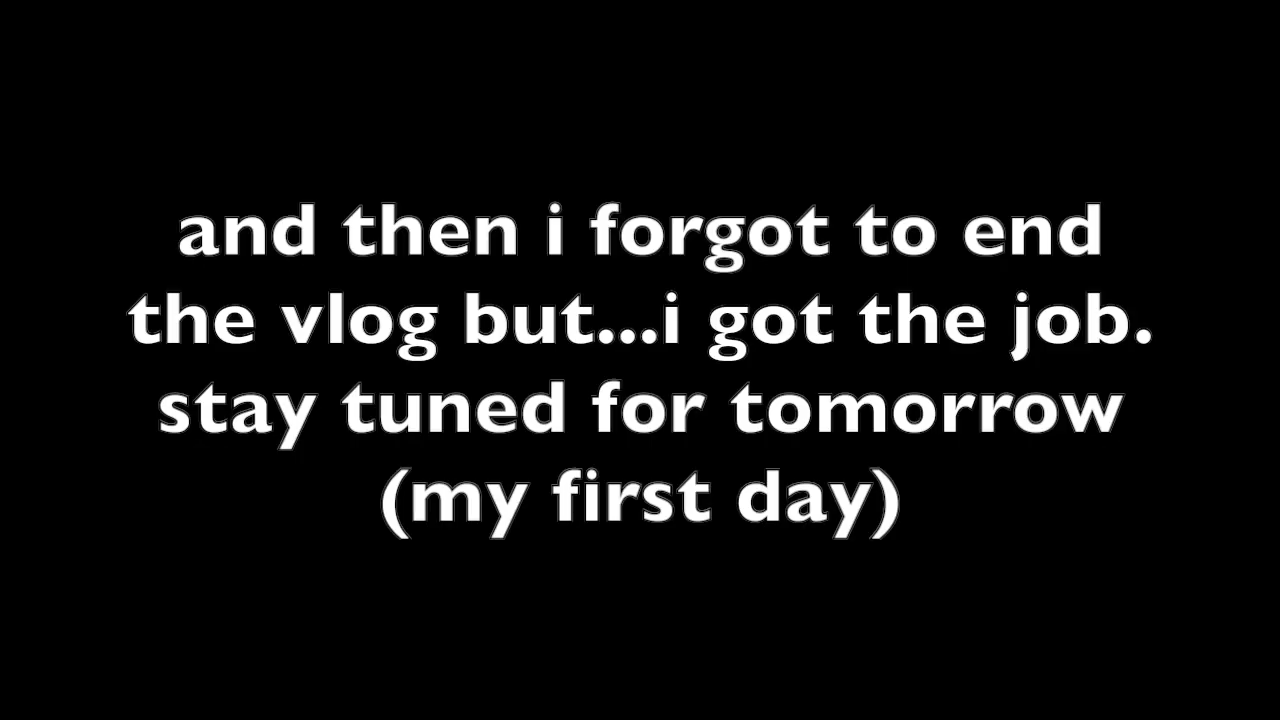 and then i forgot to end
the vlog but...i got the job.
stay tuned for tomorrow
(my first day)